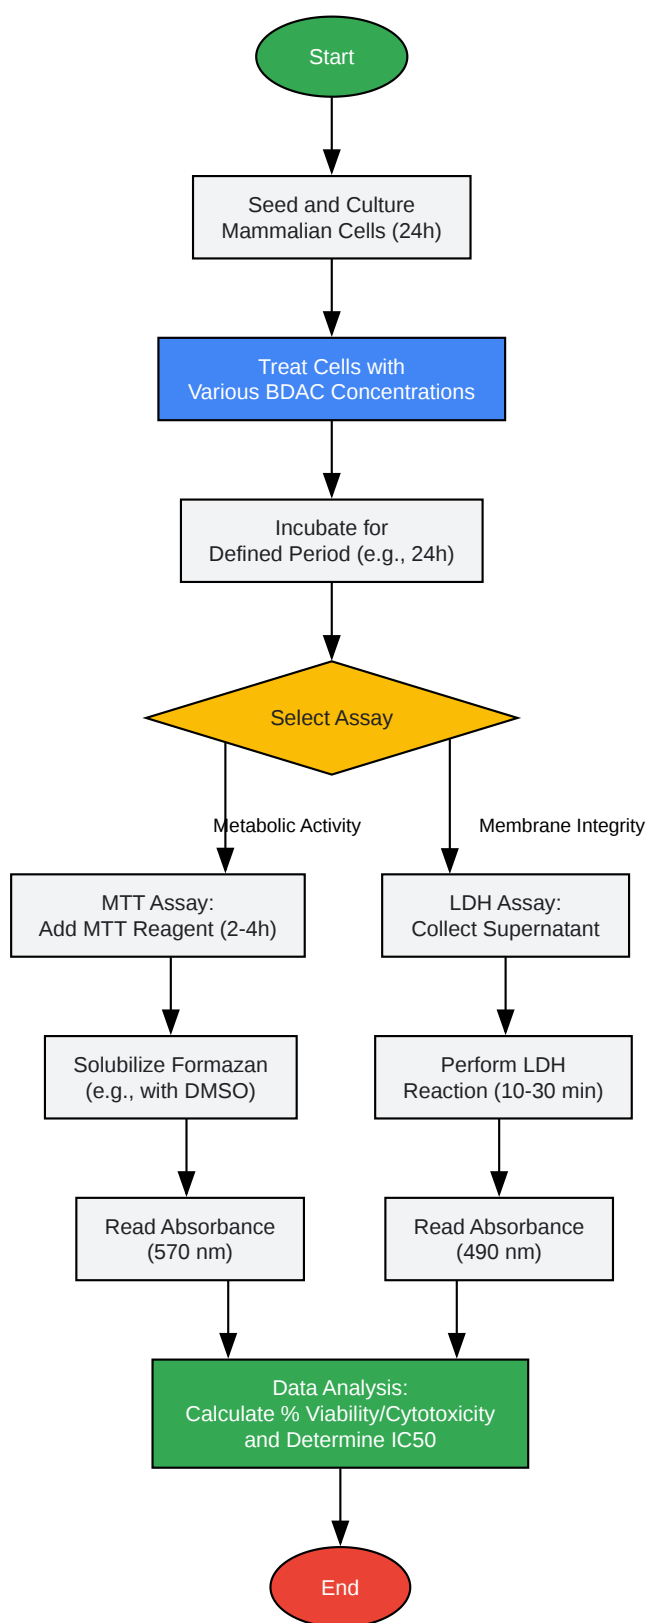 Start
Seed and Culture
Mammalian Cells (24h)
Treat Cells with
Various BDAC Concentrations
Incubate for
Defined Period (e.g., 24h)
Select Assay
Metabolic Activity
Membrane Integrity
MTT Assay:
Add MTT Reagent (2-4h)
LDH Assay:
Collect Supernatant
Solubilize Formazan
(e.g., with DMSO)
Perform LDH
Reaction (10-30 min)
Read Absorbance
(570 nm)
Read Absorbance
(490 nm)
Data Analysis:
Calculate % Viability/Cytotoxicity
and Determine IC50
End